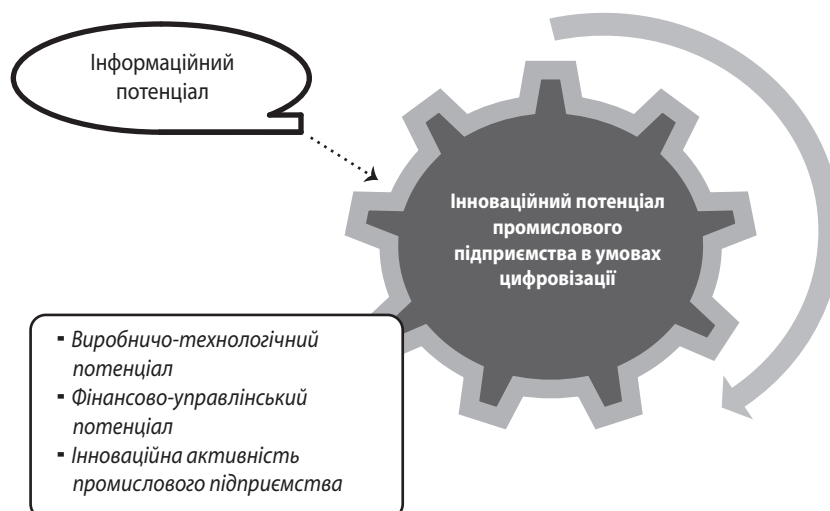 Інформаційний
потенціал
Інноваційний потенціал
промислового
підприємства в умовах
цифровізації
▪ Виробничо-технологічний
потенціал
▪ Фінансово-управлінський
потенціал
▪ Інноваційна активність
промислового підприємства